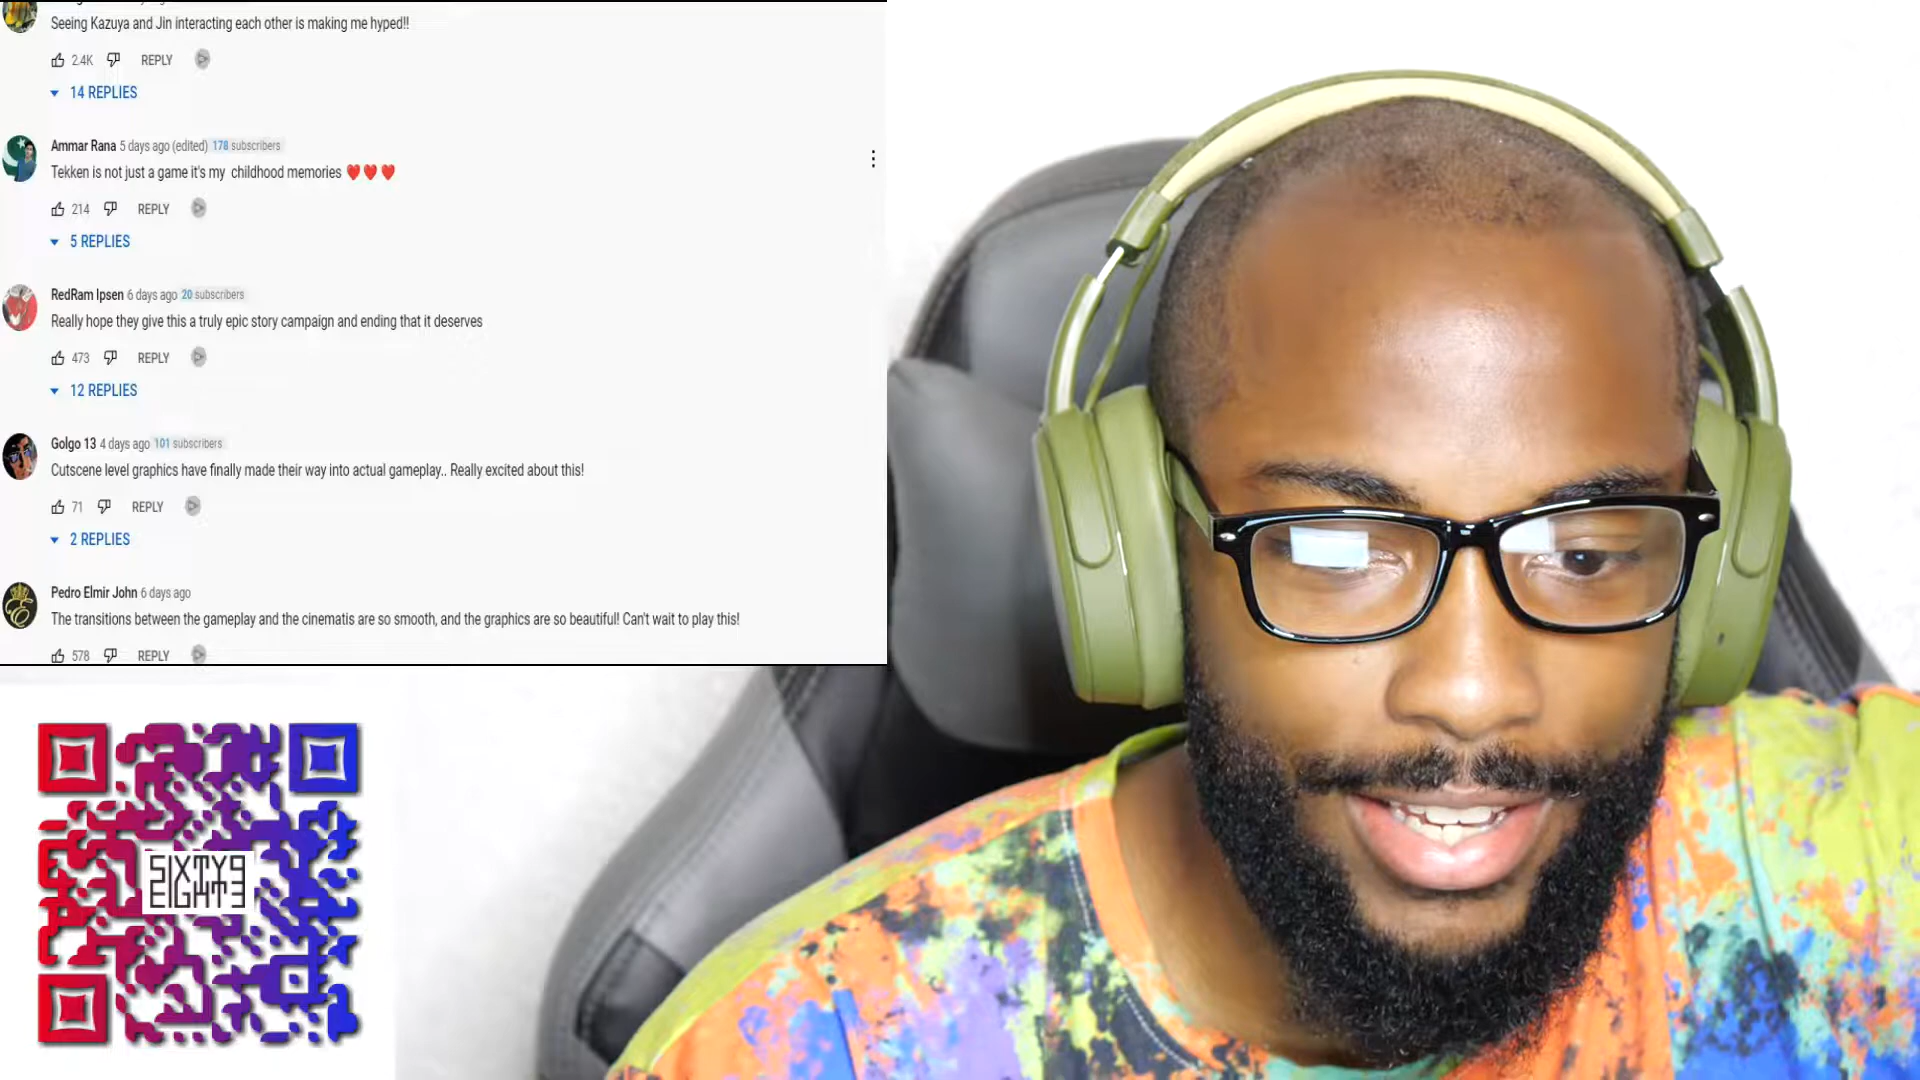 Seeing Kazuya and Jin interacting each other is making me hyped!!
2.4K REPLY
14 REPLIES
Ammar Rana 5 days ago (edited) 178 subscribers
Tekken is not just a game it's my childhood memories ❤️❤️❤️
214 REPLY
5 REPLIES
RedRam Ipsen 6 days ago 20 subscribers
Really hope they give this a truly epic story campaign and ending that it deserves
473 REPLY
12 REPLIES
Golgo 13 4 days ago 101 subscribers
Cutscene level graphics have finally made their way into actual gameplay.. Really excited about this!
71 REPLY
2 REPLIES
Pedro Elmir John 6 days ago
The transitions between the gameplay and the cinematis are so smooth, and the graphics are so beautiful! Can't wait to play this!
578 REPLY
SIXTY9
EIGHT3